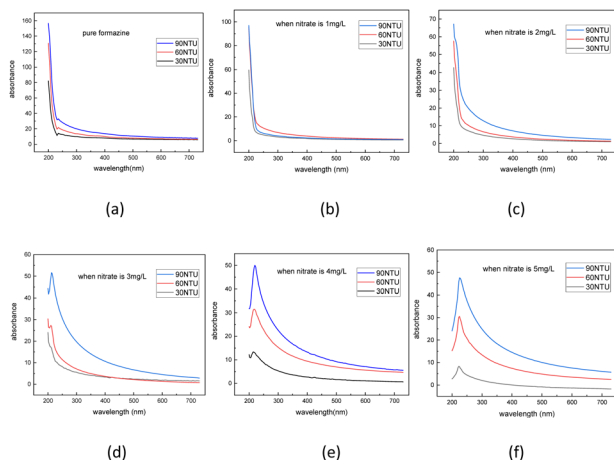 pure formazine
90NTU
60NTU
30NTU
absorbance
160
140
120
100
80
60
40
20
0
200 300 400 500 600 700
wavelength(nm)
(a)
when nitrate is 1mg/L
90NTU
60NTU
30NTU
absorbance
100
80
60
40
20
0
200 300 400 500 600 700
wavelength(nm)
(b)
when nitrate is 2mg/L
90NTU
60NTU
30NTU
absorbance
70
60
50
40
30
20
10
0
200 300 400 500 600 700
wavelength(nm)
(c)
when nitrate is 3mg/L
90NTU
60NTU
30NTU
absorbance
60
50
40
30
20
10
0
200 300 400 500 600 700
wavelength (nm)
(d)
when nitrate is 4mg/L
90NTU
60NTU
30NTU
absorbance
50
40
30
20
10
0
200 300 400 500 600 700
wavelength (nm)
(e)
when nitrate is 5mg/L
90NTU
60NTU
30NTU
absorbance
60
50
40
30
20
10
0
200 300 400 500 600 700
wavelength(nm)
(f)